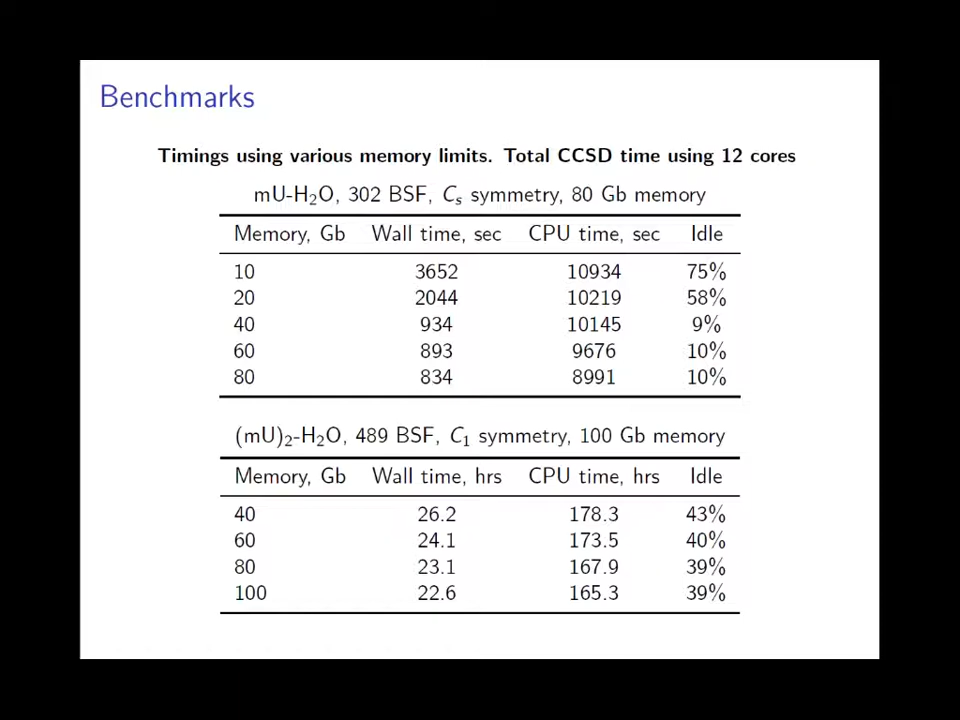 Benchmarks
Timings using various memory limits. Total CCSD time using 12 cores
mU-H₂O, 302 BSF, Cₛ symmetry, 80 Gb memory
Memory, Gb Wall time, sec CPU time, sec Idle
10 3652 10934 75%
20 2044 10219 58%
40 934 10145 9%
60 893 9676 10%
80 834 8991 10%
(mU)₂-H₂O, 489 BSF, C₁ symmetry, 100 Gb memory
Memory, Gb Wall time, hrs CPU time, hrs Idle
40 26.2 178.3 43%
60 24.1 173.5 40%
80 23.1 167.9 39%
100 22.6 165.3 39%